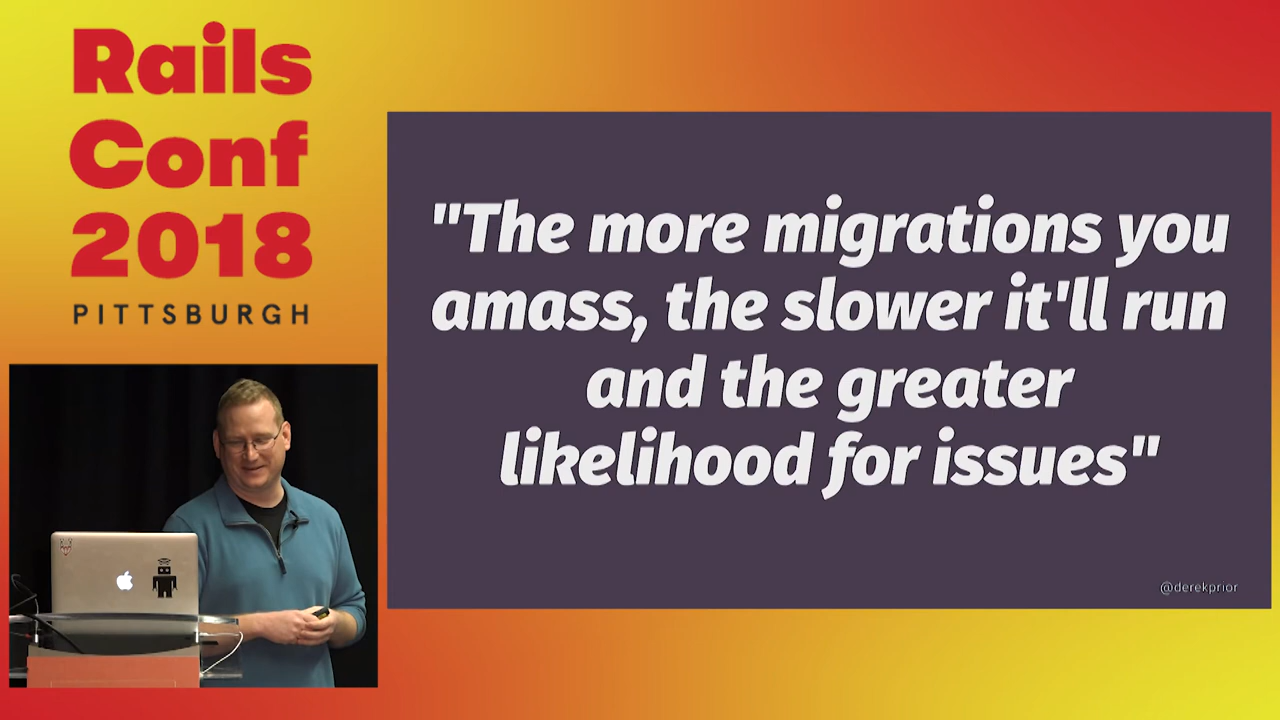 Rails
Conf
2018
PITTSBURGH
"The more migrations you
amass, the slower it'll run
and the greater
likelihood for issues"
@derekprior